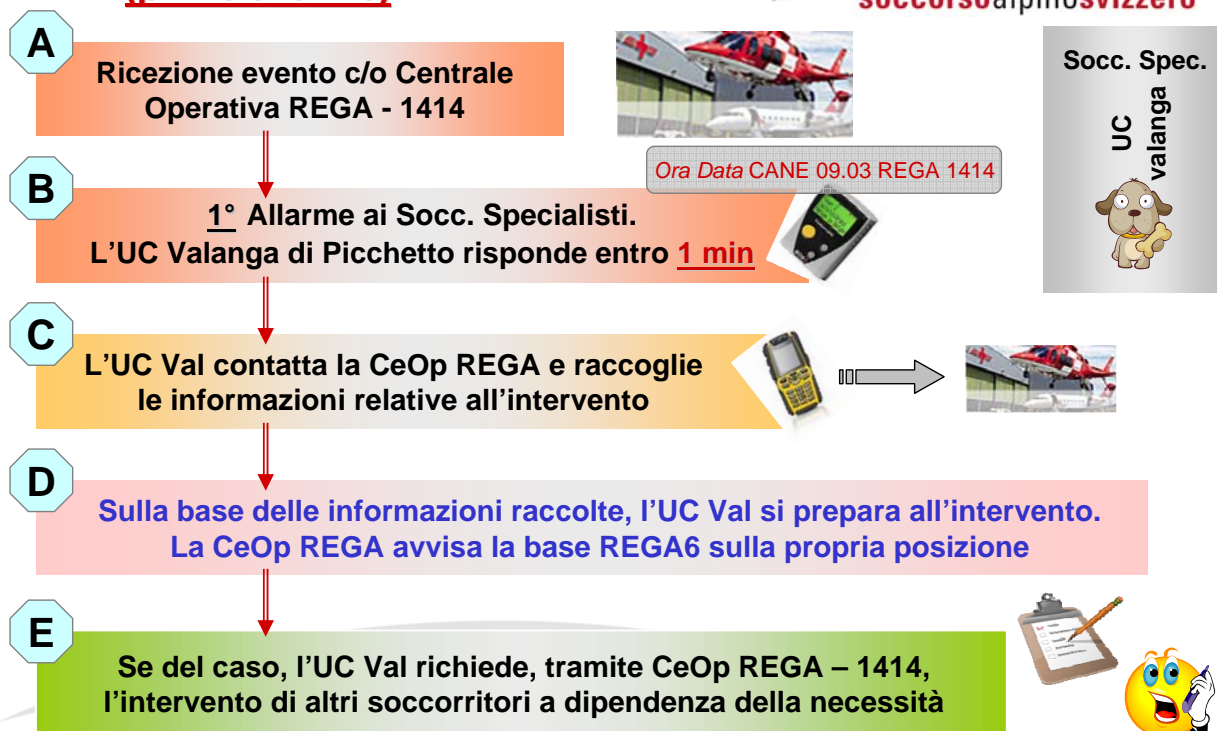 soccorsoalpinosvizzero
A
Ricezione evento c/o Centrale
Operativa REGA - 1414
Socc. Spec.
UC
valanga
Ora Data CANE 09.03 REGA 1414
B
1° Allarme ai Socc. Specialisti.
L'UC Valanga di Picchetto risponde entro 1 min
C
L'UC Val contatta la CeOp REGA e raccoglie
le informazioni relative all'intervento
D
Sulla base delle informazioni raccolte, l'UC Val si prepara all'intervento.
La CeOp REGA avvisa la base REGA6 sulla propria posizione
E
Se del caso, l'UC Val richiede, tramite CeOp REGA – 1414,
l'intervento di altri soccorritori a dipendenza della necessità